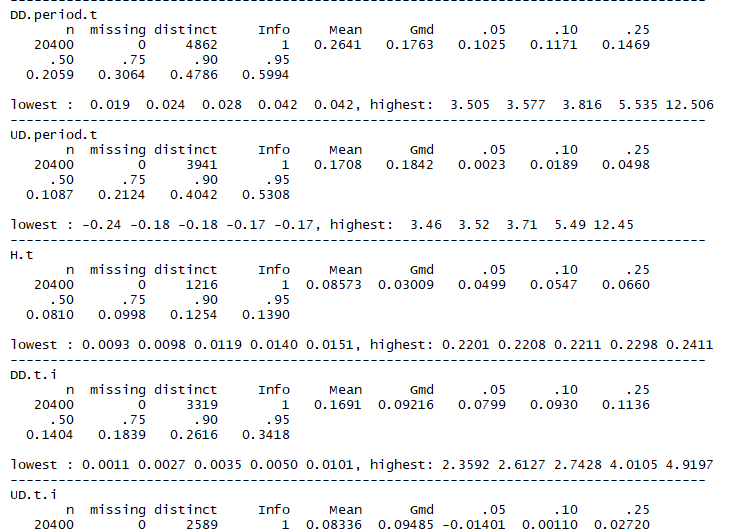 --------------------------------------------------------------------------------
DD.period.t
n missing distinct Info Mean Gmd .05 .10 .25
20400 0 4862 1 0.2641 0.1763 0.1025 0.1171 0.1469
.50 .75 .90 .95
0.2059 0.3064 0.4786 0.5994
lowest : 0.019 0.024 0.028 0.042 0.042, highest: 3.505 3.577 3.816 5.535 12.506
--------------------------------------------------------------------------------
UD.period.t
n missing distinct Info Mean Gmd .05 .10 .25
20400 0 3941 1 0.1708 0.1842 0.0023 0.0189 0.0498
.50 .75 .90 .95
0.1087 0.2124 0.4042 0.5308
lowest : -0.24 -0.18 -0.18 -0.17 -0.17, highest: 3.46 3.52 3.71 5.49 12.45
--------------------------------------------------------------------------------
H.t
n missing distinct Info Mean Gmd .05 .10 .25
20400 0 1216 1 0.08573 0.03009 0.0499 0.0547 0.0660
.50 .75 .90 .95
0.0810 0.0998 0.1254 0.1390
lowest : 0.0093 0.0098 0.0119 0.0140 0.0151, highest: 0.2201 0.2208 0.2211 0.2298 0.2411
--------------------------------------------------------------------------------
DD.t.i
n missing distinct Info Mean Gmd .05 .10 .25
20400 0 3319 1 0.1691 0.09216 0.0799 0.0930 0.1136
.50 .75 .90 .95
0.1404 0.1839 0.2616 0.3418
lowest : 0.0011 0.0027 0.0035 0.0050 0.0101, highest: 2.3592 2.6127 2.7428 4.0105 4.9197
--------------------------------------------------------------------------------
UD.t.i
n missing distinct Info Mean Gmd .05 .10 .25
20400 0 2589 1 0.08336 0.09485 -0.01401 0.00110 0.02720